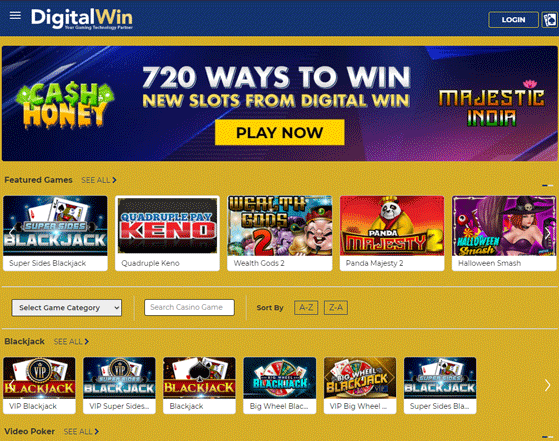 DigitalWin
Your Gaming Technology Partner
LOGIN
CASH HONEY
720 WAYS TO WIN
NEW SLOTS FROM DIGITAL WIN
PLAY NOW
MAJESTIC INDIA
Featured Games SEE ALL
SUPER SIDES BLACKJACK
QUADRUPLE PAY KENO
WEALTH GODS 2
PANDA MAJESTY 2
HALLOWEEN Smash
Super Sides Blackjack
Quadruple Keno
Wealth Gods 2
Panda Majesty 2
Halloween Smash
Select Game Category
Search Casino Game
Sort By
A-Z
Z-A
BlackJack SEE ALL
VIP BLACKJACK
SUPER SIDES BLACKJACK
BLACKJACK
BIG WHEEL BLACKJACK
BIG WHEEL BLACKJACK VIP
SUPER SIDES BLACKJACK
VIP Blackjack
VIP Super Sides...
Blackjack
Big Wheel Blac...
VIP Big Wheel ...
Super Sides Bla...
Video Poker SEE ALL